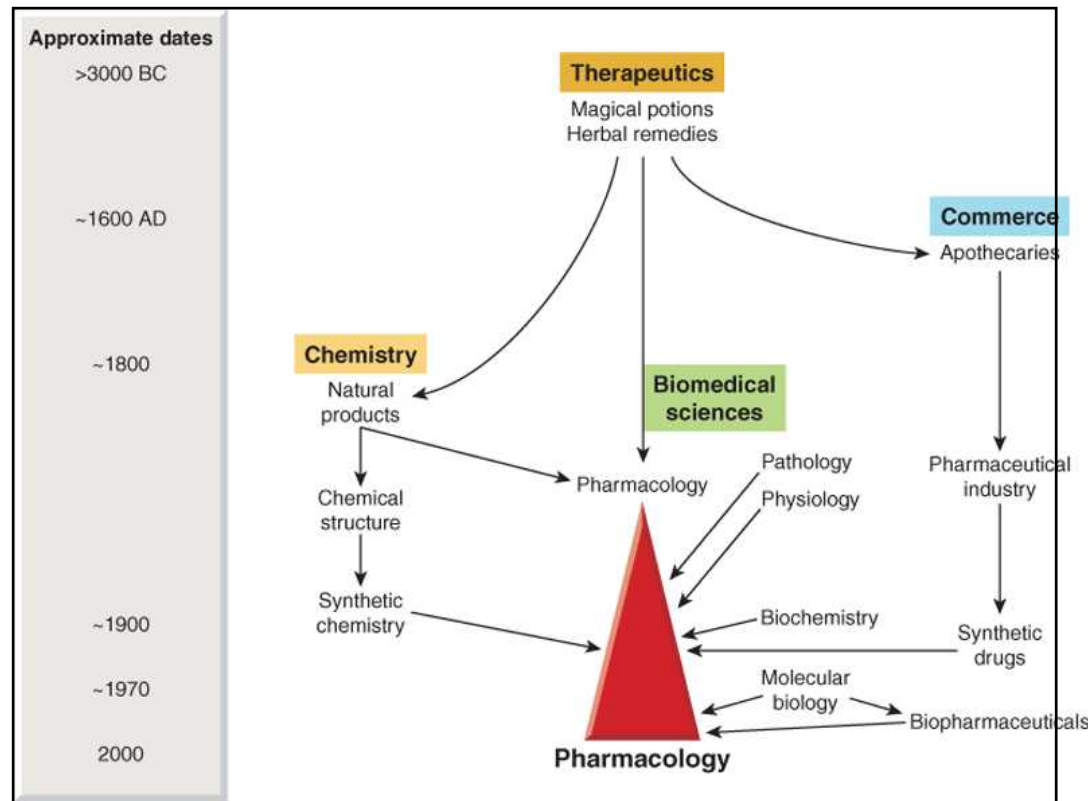 Approximate dates
>3000 BC
~1600 AD
~1800
~1900
~1970
2000
Therapeutics
Magical potions
Herbal remedies
Commerce
Apothecaries
Chemistry
Natural
products
Biomedical
sciences
Pathology
Pharmaceutical
industry
Pharmacology
Physiology
Chemical
structure
Synthetic
chemistry
Biochemistry
Synthetic
drugs
Molecular
biology
Biopharmaceuticals
Pharmacology